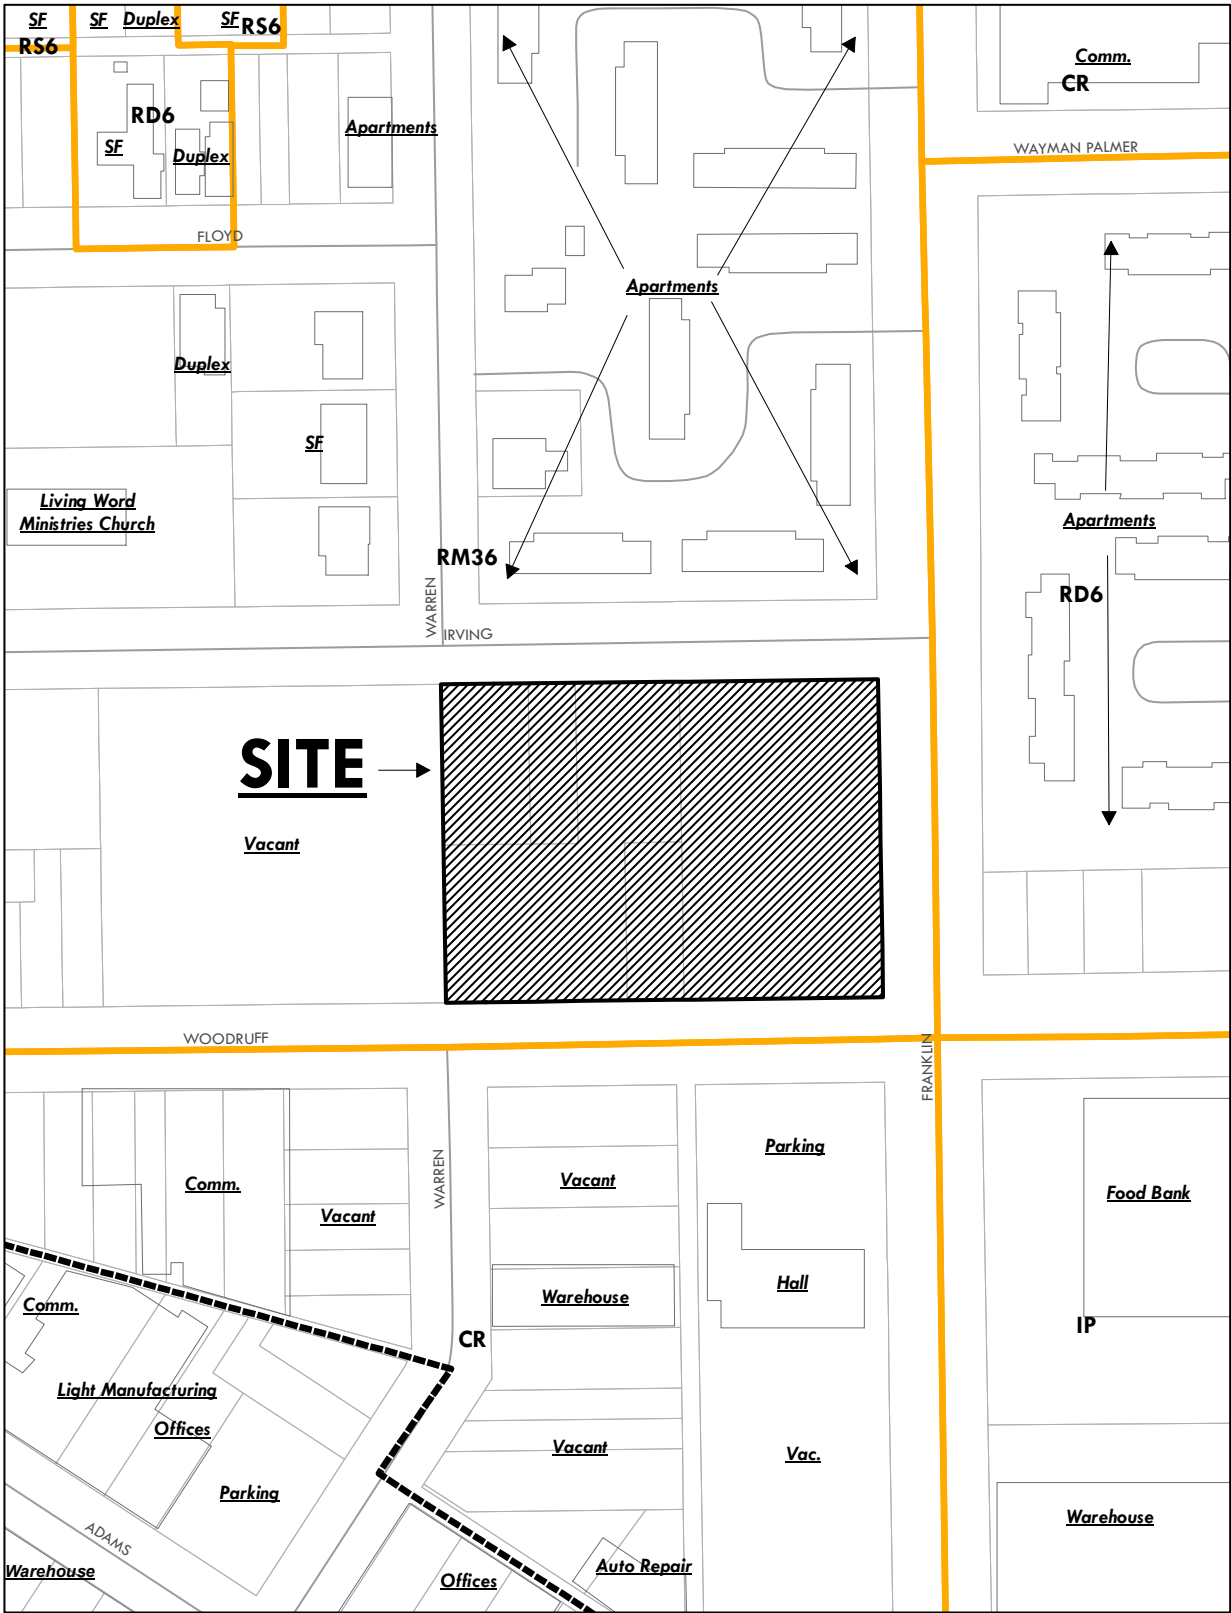 SF
SF
Duplex
SF
RS6
RS6
Comm.
CR
RD6
Apartments
SF
Duplex
WAYMAN PALMER
FLOYD
Apartments
Duplex
SF
Living Word
Ministries Church
Apartments
RM36
RD6
WARREN
IRVING
SITE
Vacant
WOODRUFF
FRANKLIN
Parking
WARREN
Comm.
Vacant
Food Bank
Vacant
Hall
Warehouse
Comm.
IP
CR
Light Manufacturing
Offices
Vacant
Vac.
Parking
Warehouse
ADAMS
Auto Repair
Warehouse
Offices